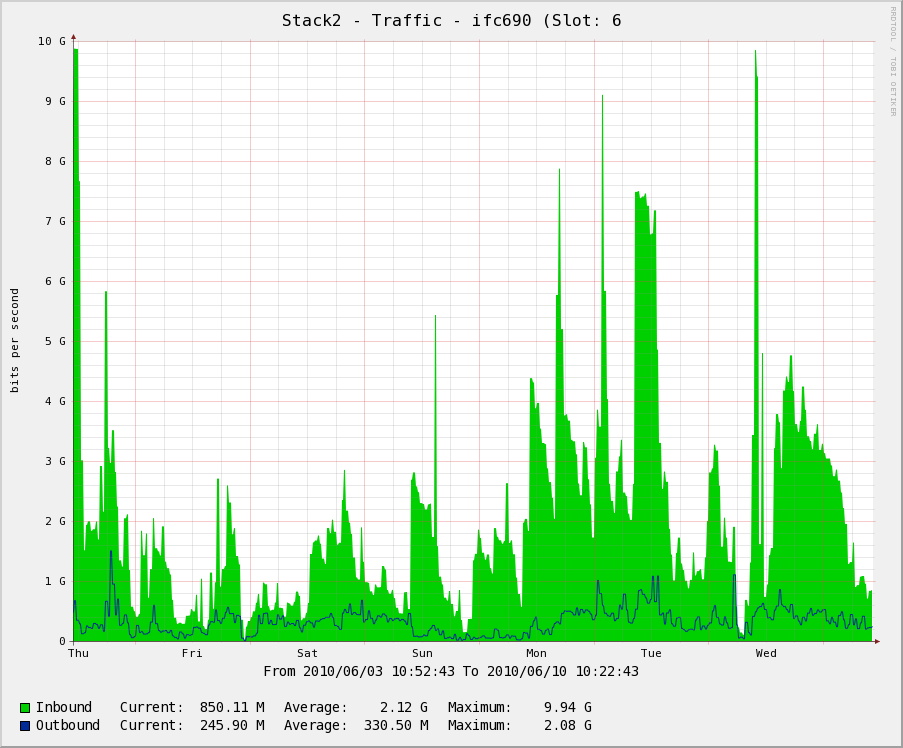 Stack2 - Traffic - ifc690 (Slot: 6
RRDTOOL / TOBI OETIKER
bits per second
10 G
9 G
8 G
7 G
6 G
5 G
4 G
3 G
2 G
1 G
0
Thu Fri Sat Sun Mon Tue Wed
From 2010/06/03 10:52:43 To 2010/06/10 10:22:43
Inbound Current: 850.11 M Average: 2.12 G Maximum: 9.94 G
Outbound Current: 245.90 M Average: 330.50 M Maximum: 2.08 G